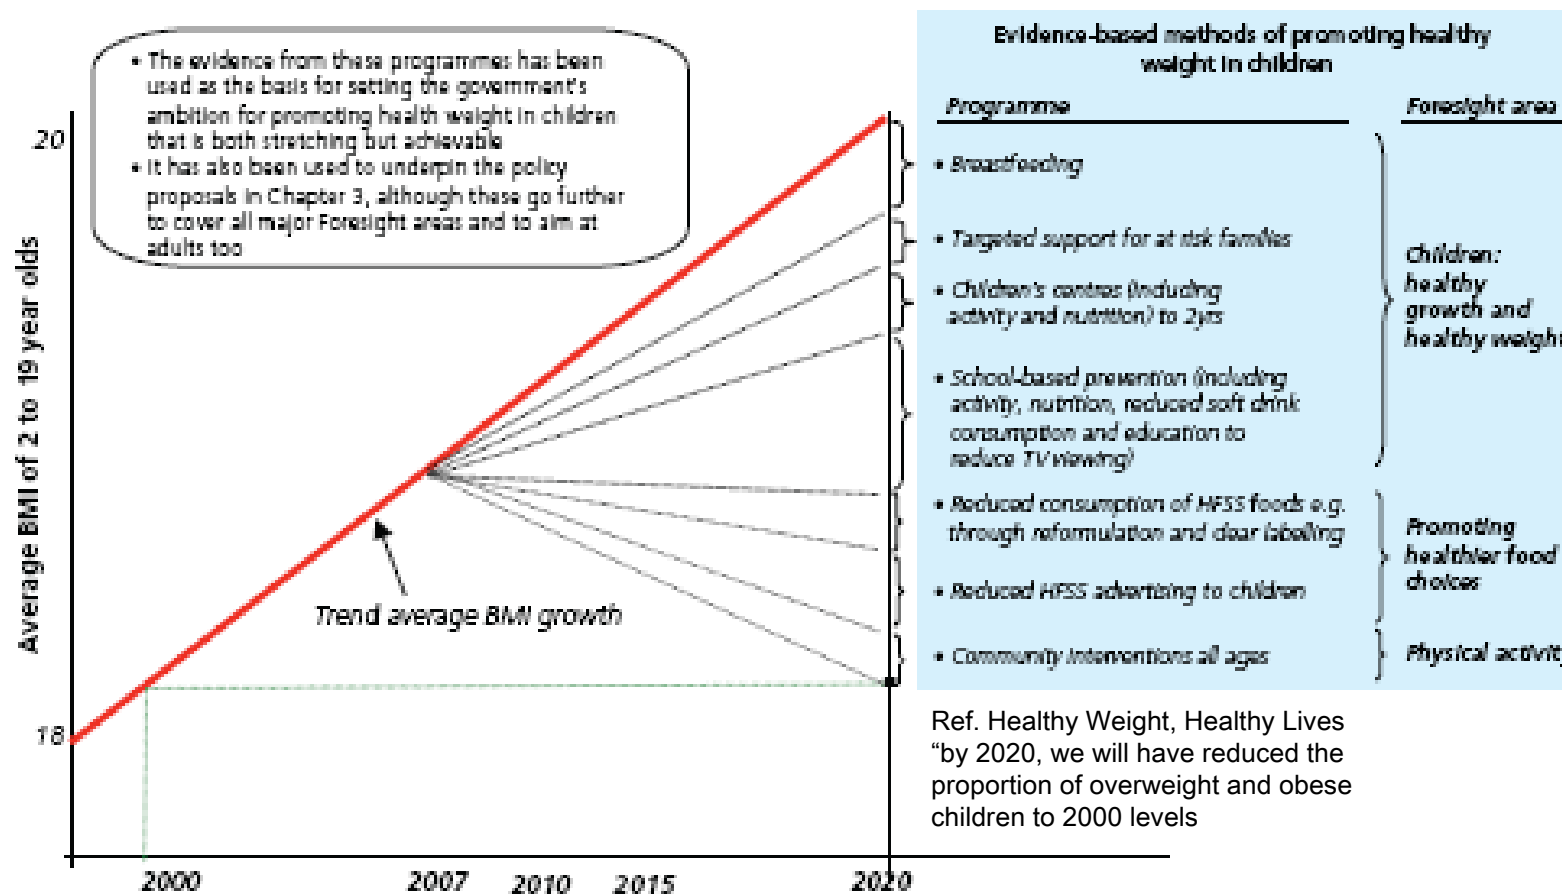 • The evidence from these programmes has been
used as the basis for setting the government's
ambition for promoting health weight in children
that is both stretching but achievable
• It has also been used to underpin the policy
proposals in Chapter 3, although these go further
to cover all major Foresight areas and to aim at
adults too
Average BMI of 2 to 19 year olds
20
18
Trend average BMI growth
2000
2007
2010
2015
2020
Evidence-based methods of promoting healthy
weight in children
Programme
Foresight area
• Breastfeeding
• Targeted support for at risk families
• Children's centres (including
activity and nutrition) to 2yrs
• School-based prevention (including
activity, nutrition, reduced soft drink
consumption and education to
reduce TV viewing)
Children:
healthy
growth and
healthy weight
• Reduced consumption of HFSS foods e.g.
through reformulation and clear labelling
• Reduced HFSS advertising to children
Promoting
healthier food
choices
• Community interventions all ages
Physical activity
Ref. Healthy Weight, Healthy Lives
“by 2020, we will have reduced the
proportion of overweight and obese
children to 2000 levels